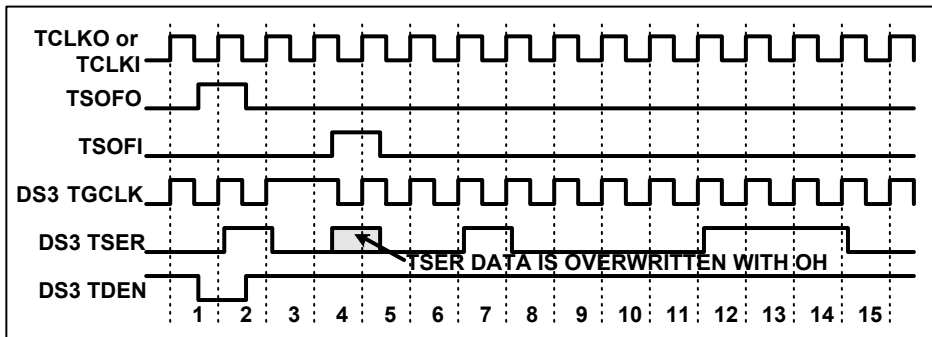 TCLKO or
TCLKI
TSOFO
TSOFI
DS3 TGCLK
DS3 TSER
TSER DATA IS OVERWRITTEN WITH OH
DS3 TDEN
1 2 3 4 5 6 7 8 9 10 11 12 13 14 15